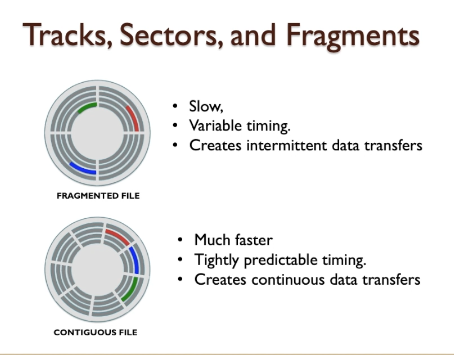 Tracks, Sectors, and Fragments
• Slow,
• Variable timing.
• Creates intermittent data transfers
FRAGMENTED FILE
• Much faster
• Tightly predictable timing.
• Creates continuous data transfers
CONTIGUOUS FILE